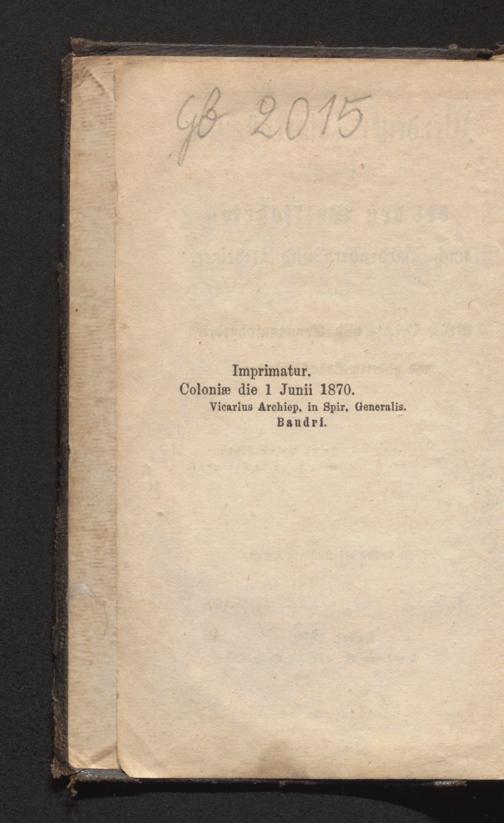 Gb 2015
Imprimatur.
Coloniæ die 1 Junii 1870.
Vicarius Archiep. in Spir. Generalis.
Baudri.